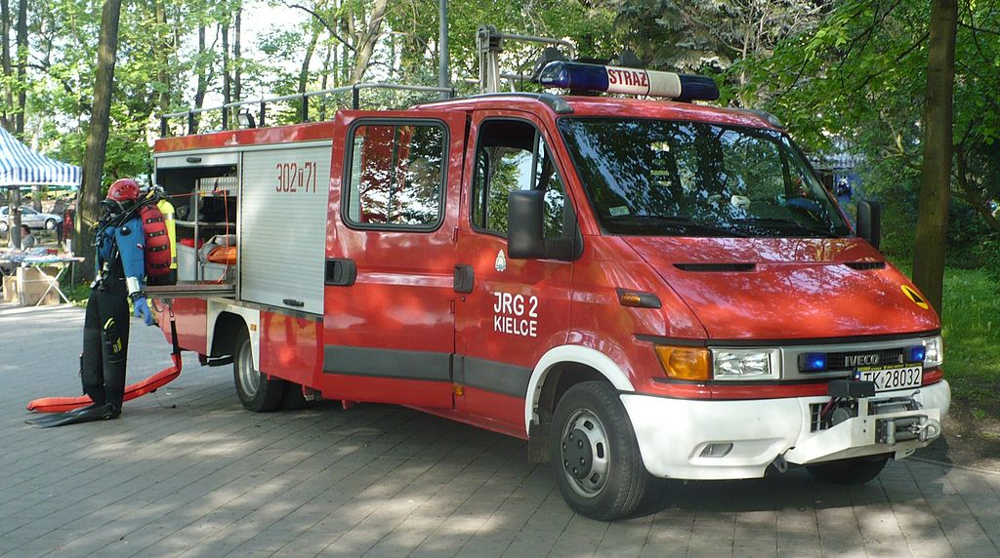 STRAŻ
302 T 71
JRG 2
KIELCE
IVECO
TK 28032